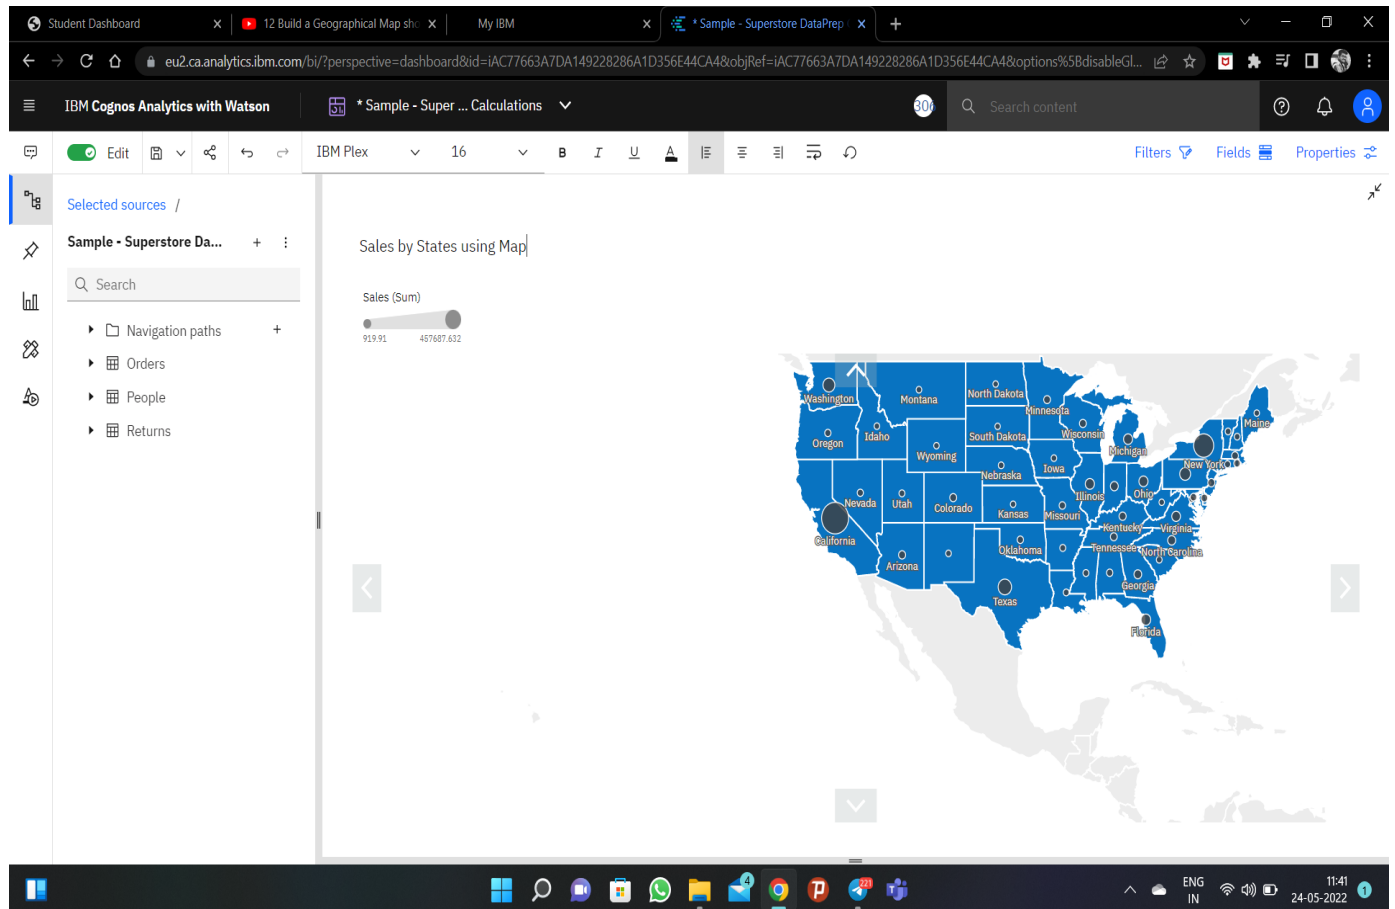 Student Dashboard
12 Build a Geographical Map sho
My IBM
* Sample - Superstore DataPrep
eu2.ca.analytics.ibm.com/bi/?perspective=dashboard&id=iAC77663A7DA149228286A1D356E44CA4&objRef=iAC77663A7DA149228286A1D356E44CA4&options%5BdisableGl...
IBM Cognos Analytics with Watson
* Sample - Super ... Calculations
306
Search content
Edit
IBM Plex
16
B I U A
Filters
Fields
Properties
Selected sources /
Sample - Superstore Da...
Search
Navigation paths
Orders
People
Returns
Sales by States using Map
Sales (Sum)
919.91 457687.632
Washington
Montana
North Dakota
Minnesota
Maine
Oregon
Idaho
South Dakota
Wisconsin
Michigan
Wyoming
New York
Nebraska
Iowa
Illinois
Ohio
Nevada
Utah
Colorado
Kansas
Missouri
Kentucky
Virginia
California
Oklahoma
Tennessee
North Carolina
Arizona
Georgia
Texas
Florida
4
221
ENG
IN
11:41
24-05-2022
1